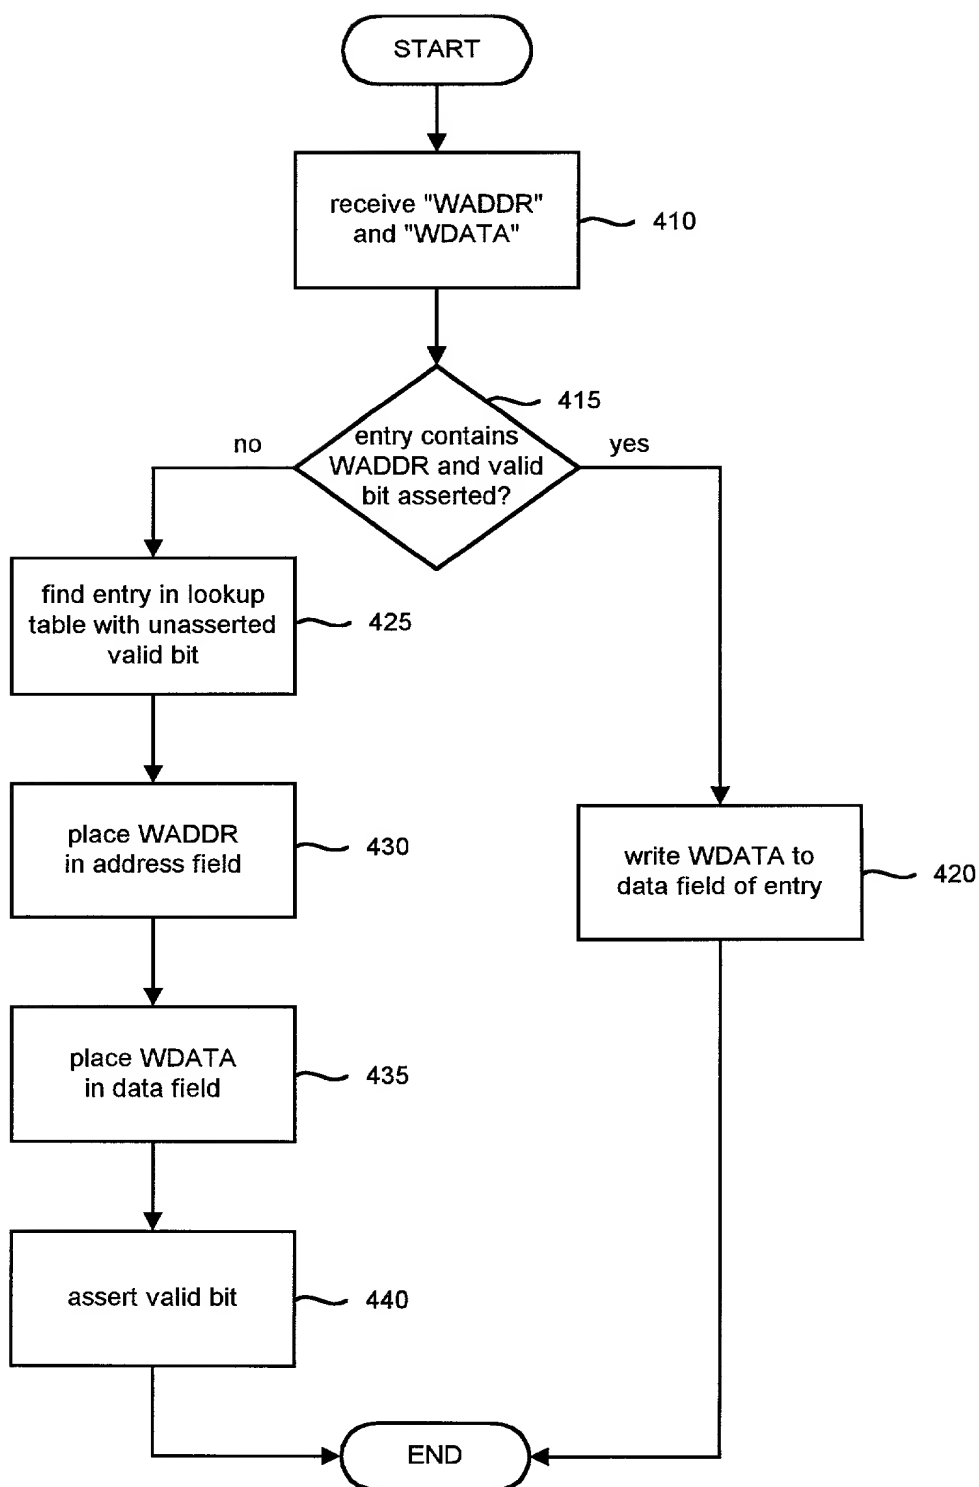 START
receive "WADDR"
and "WDATA"
410
415
entry contains
WADDR and valid
bit asserted?
no
yes
find entry in lookup
table with unasserted
valid bit
425
place WADDR
in address field
430
write WDATA to
data field of entry
420
place WDATA
in data field
435
assert valid bit
440
END